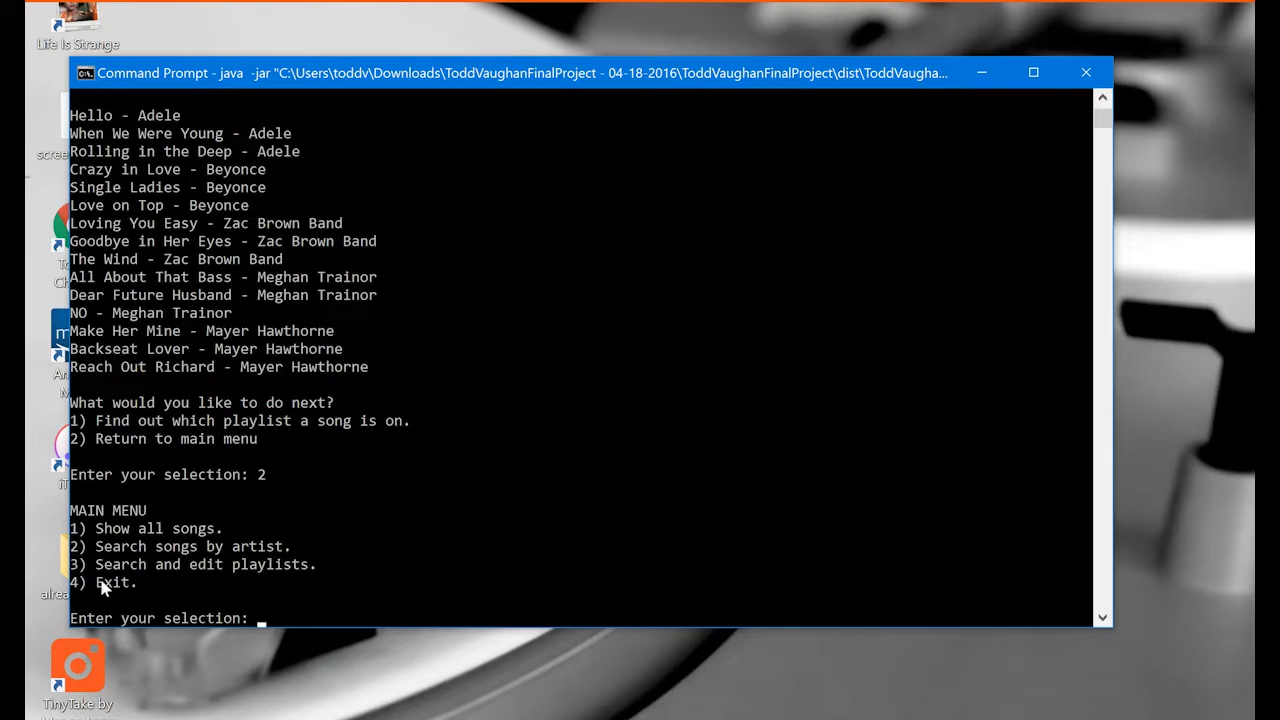 Life Is Strange
Command Prompt - java  -jar "C:\Users\toddv\Downloads\ToddVaughanFinalProject - 04-18-2016\ToddVaughanFinalProject\dist\ToddVaugha...
Hello - Adele
When We Were Young - Adele
Rolling in the Deep - Adele
Crazy in Love - Beyonce
Single Ladies - Beyonce
Love on Top - Beyonce
Loving You Easy - Zac Brown Band
Goodbye in Her Eyes - Zac Brown Band
The Wind - Zac Brown Band
All About That Bass - Meghan Trainor
Dear Future Husband - Meghan Trainor
NO - Meghan Trainor
Make Her Mine - Mayer Hawthorne
Backseat Lover - Mayer Hawthorne
Reach Out Richard - Mayer Hawthorne
What would you like to do next?
1) Find out which playlist a song is on.
2) Return to main menu
Enter your selection: 2
MAIN MENU
1) Show all songs.
2) Search songs by artist.
3) Search and edit playlists.
4) Exit.
Enter your selection:
TinyTake by